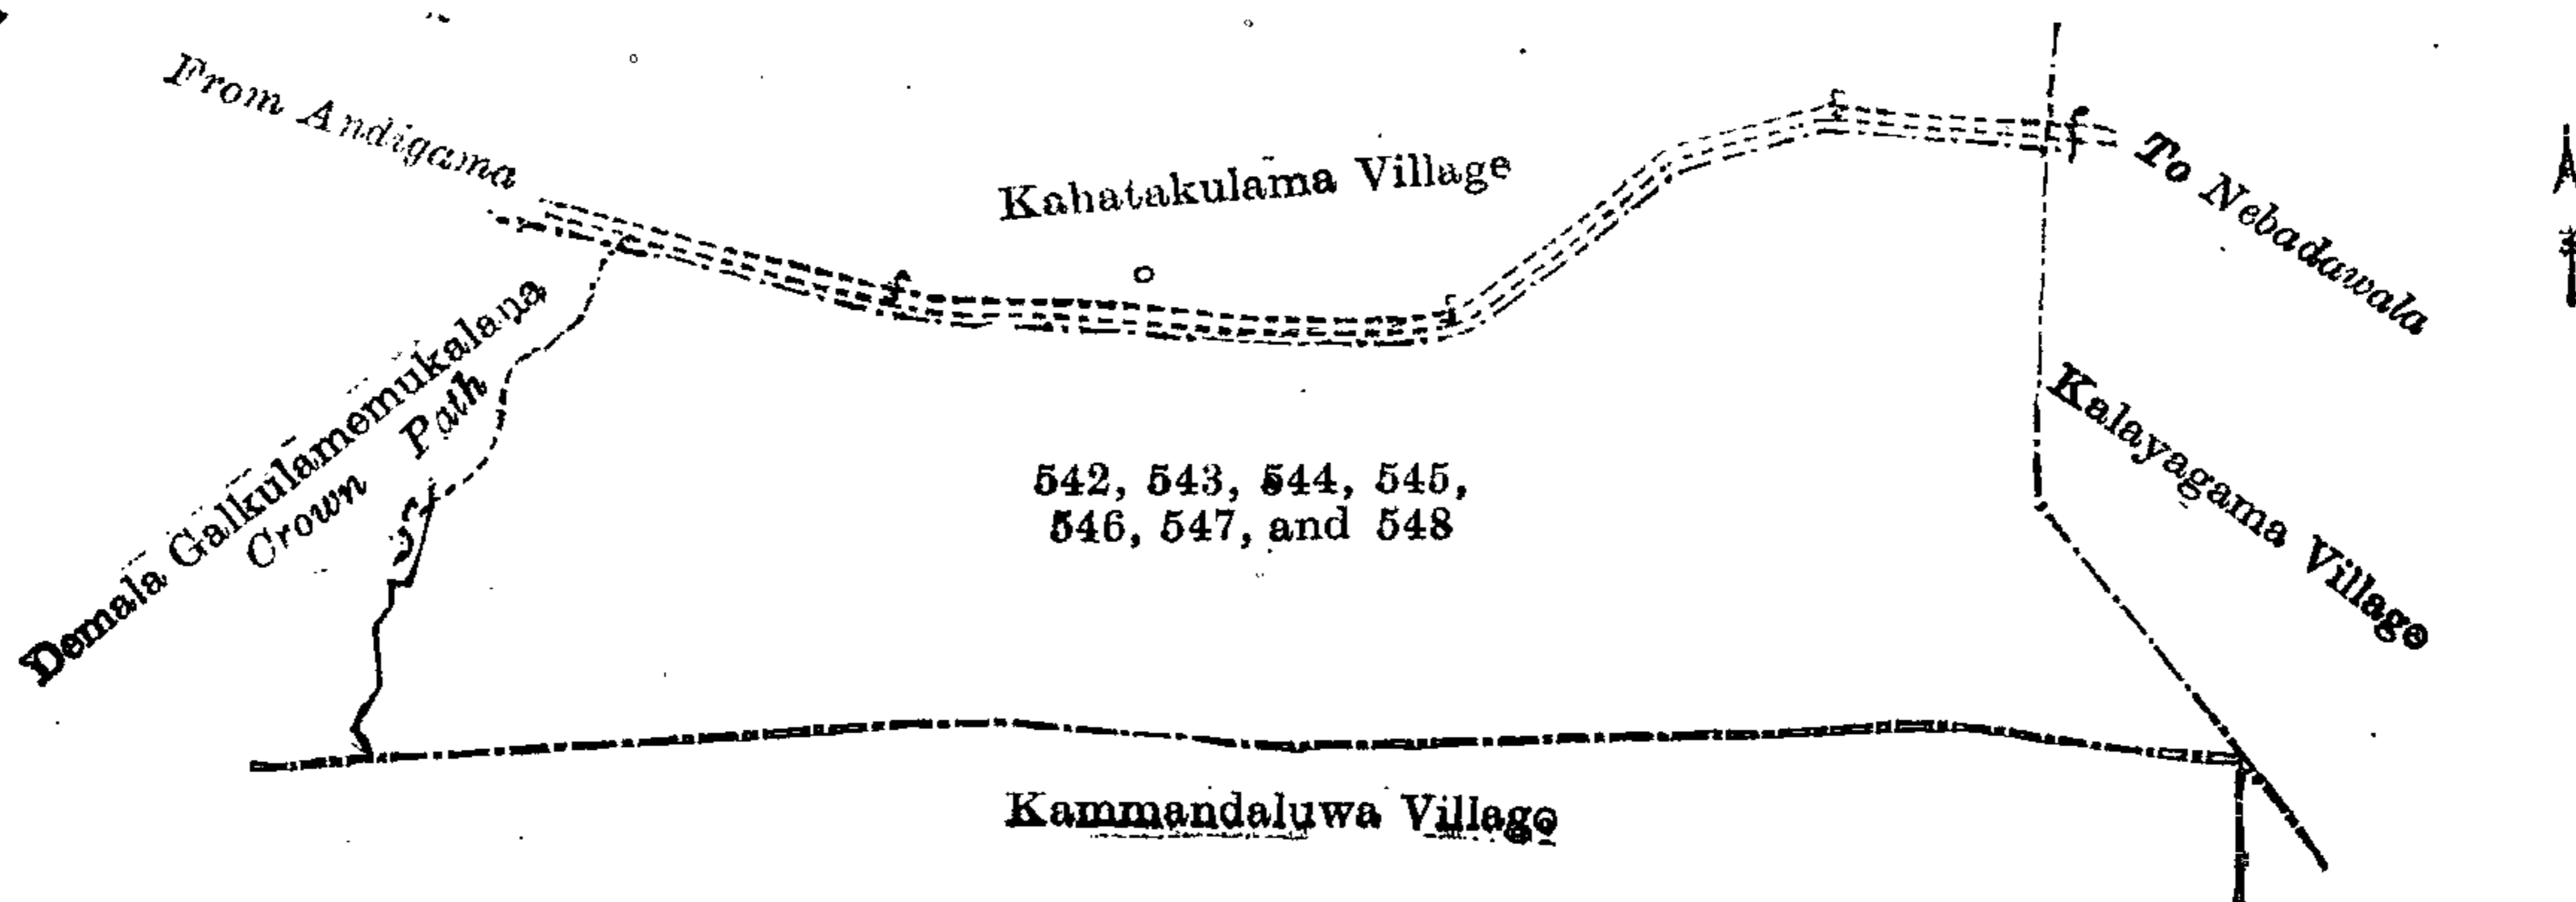 From Andigama
Kahatakulama Village
To Nebadawala
Demala Galkulamemukalana
Crown Path
Kalayagama Village
542, 543, 544, 545,
546, 547, and 548
Kammandaluwa Village